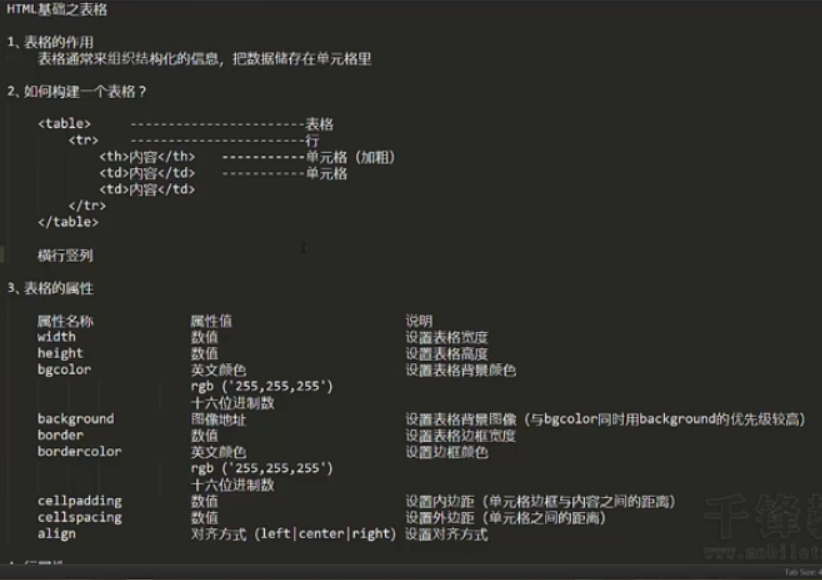 HTML基础之表格
1、表格的作用
表格通常来组织结构化的信息，把数据储存在单元格里
2、如何构建一个表格？
<table> -----------------------表格
<tr> -----------------------行
<th>内容</th> -----------单元格（加粗）
<td>内容</td> -----------单元格
<td>内容</td>
</tr>
</table>
横行竖列
3、表格的属性
属性名称 属性值 说明
width 数值 设置表格宽度
height 数值 设置表格高度
bgcolor 英文颜色 设置表格背景颜色
rgb ('255,255,255')
十六位进制数
background 图像地址 设置表格背景图像（与bgcolor同时用background的优先级较高）
border 数值 设置表格边框宽度
bordercolor 英文颜色 设置边框颜色
rgb ('255,255,255')
十六位进制数
cellpadding 数值 设置内边距（单元格边框与内容之间的距离）
cellspacing 数值 设置外边距（单元格之间的距离）
align 对齐方式（left|center|right) 设置对齐方式
千锋教
www.mobilet
Tab Size: 4